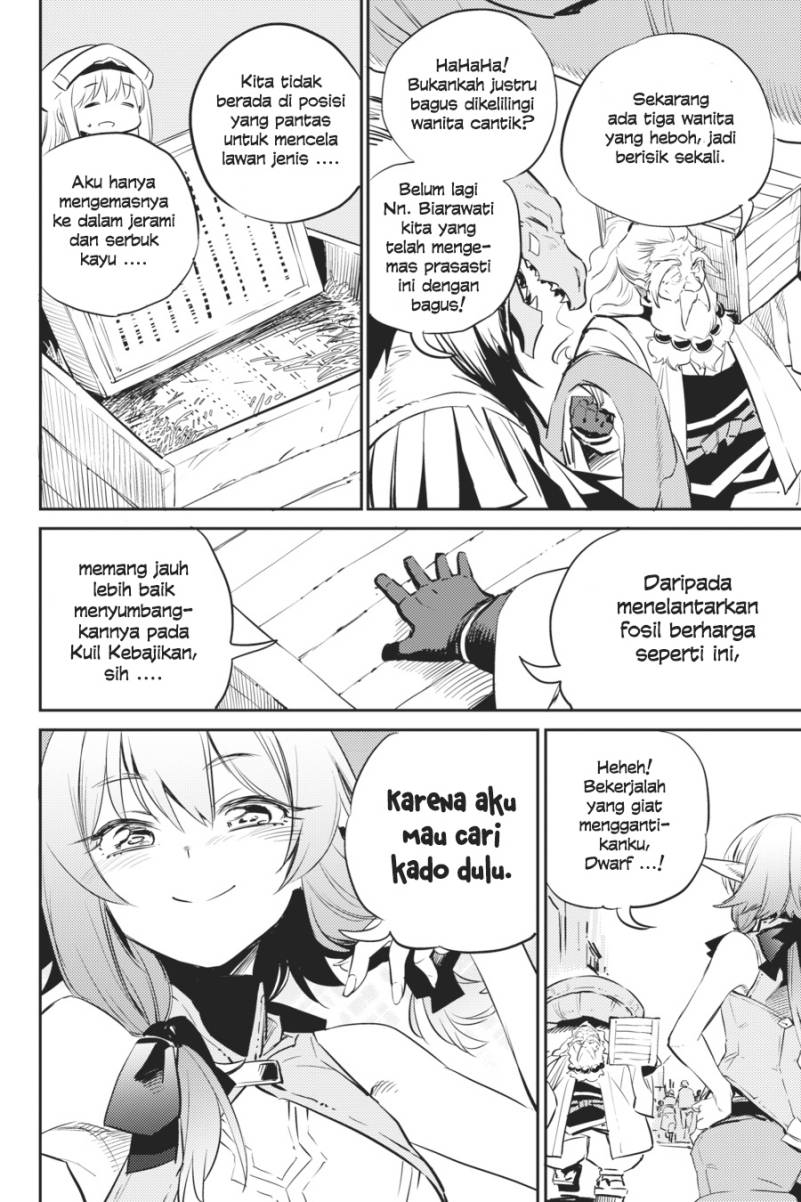 Sekarang
ada tiga wanita
yang heboh, jadi
berisik sekali.
HaHaHa!
Bukankah justru
bagus dikelilingi
wanita cantik?
Belum lagi
Nn. Biarawati
kita yang
telah menge-
mas prasasti
ini dengan
bagus!
Kita tidak
berada di posisi
yang pantas
untuk mencela
lawan jenis ....
Aku hanya
mengemasnya
ke dalam jerami
dan serbuk
kayu ....
Daripada
menelantarkan
fosil berharga
seperti ini,
memang jauh
lebih baik
menyumbang-
kannya pada
Kuil Kebajikan,
sih ....
Heheh!
Bekerjalah
yang giat
mengganti-
kanku,
Dwarf ...!
Karena aku
mau cari
kado dulu.